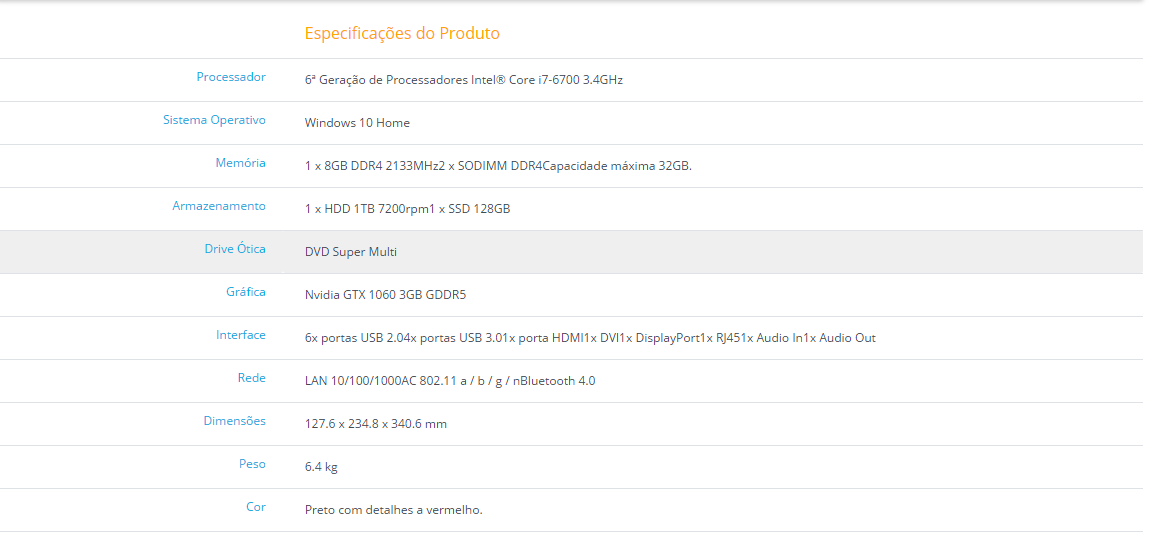 Especificações do Produto
Processador 6ª Geração de Processadores Intel® Core i7-6700 3.4GHz
Sistema Operativo Windows 10 Home
Memória 1 x 8GB DDR4 2133MHz2 x SODIMM DDR4Capacidade máxima 32GB.
Armazenamento 1 x HDD 1TB 7200rpm1 x SSD 128GB
Drive Ótica DVD Super Multi
Gráfica Nvidia GTX 1060 3GB GDDR5
Interface 6x portas USB 2.04x portas USB 3.01x porta HDMI1x DVI1x DisplayPort1x RJ451x Audio In1x Audio Out
Rede LAN 10/100/1000AC 802.11 a / b / g / nBluetooth 4.0
Dimensões 127.6 x 234.8 x 340.6 mm
Peso 6.4 kg
Cor Preto com detalhes a vermelho.